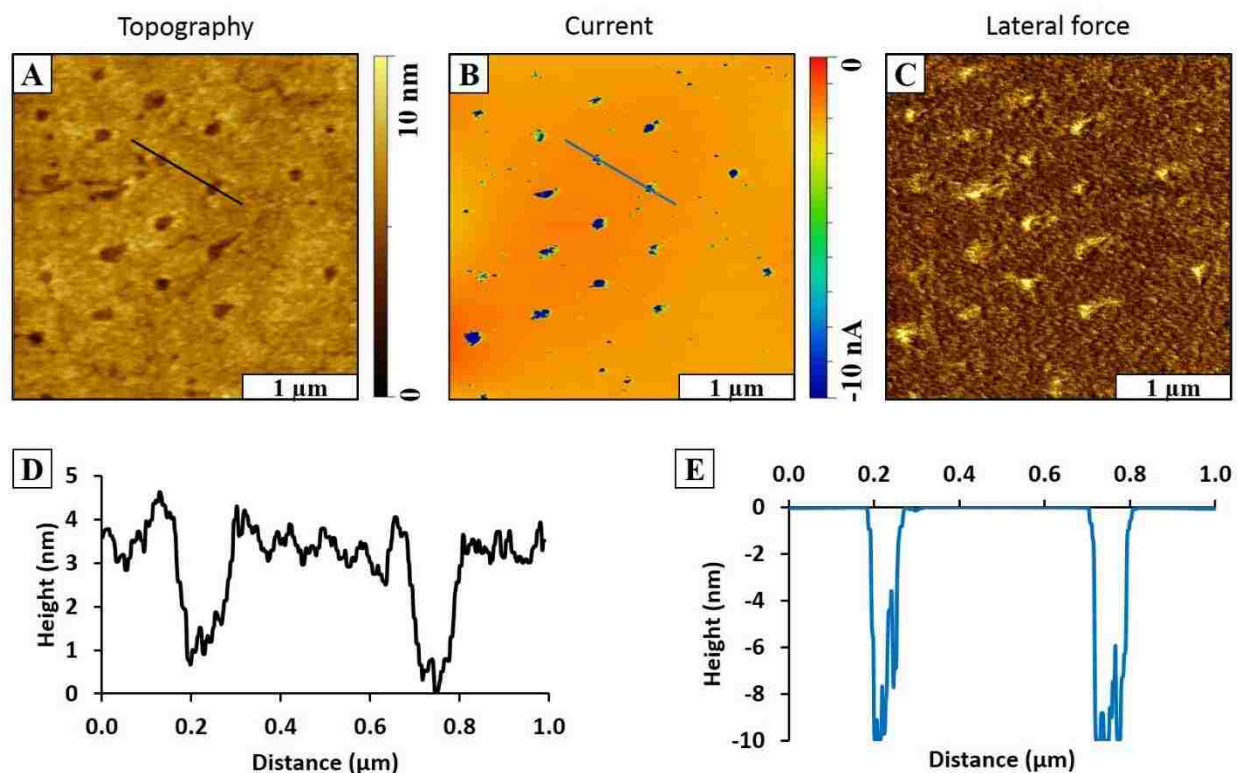 Topography
Current
Lateral force
A
10 nm
0
1 µm
B
0
-10 nA
1 µm
C
1 µm
D
5
4
3
2
1
0
Height (nm)
0.0 0.2 0.4 0.6 0.8 1.0
Distance (µm)
E
0.0 0.2 0.4 0.6 0.8 1.0
0
-2
-4
-6
-8
-10
Height (nm)
Distance (µm)